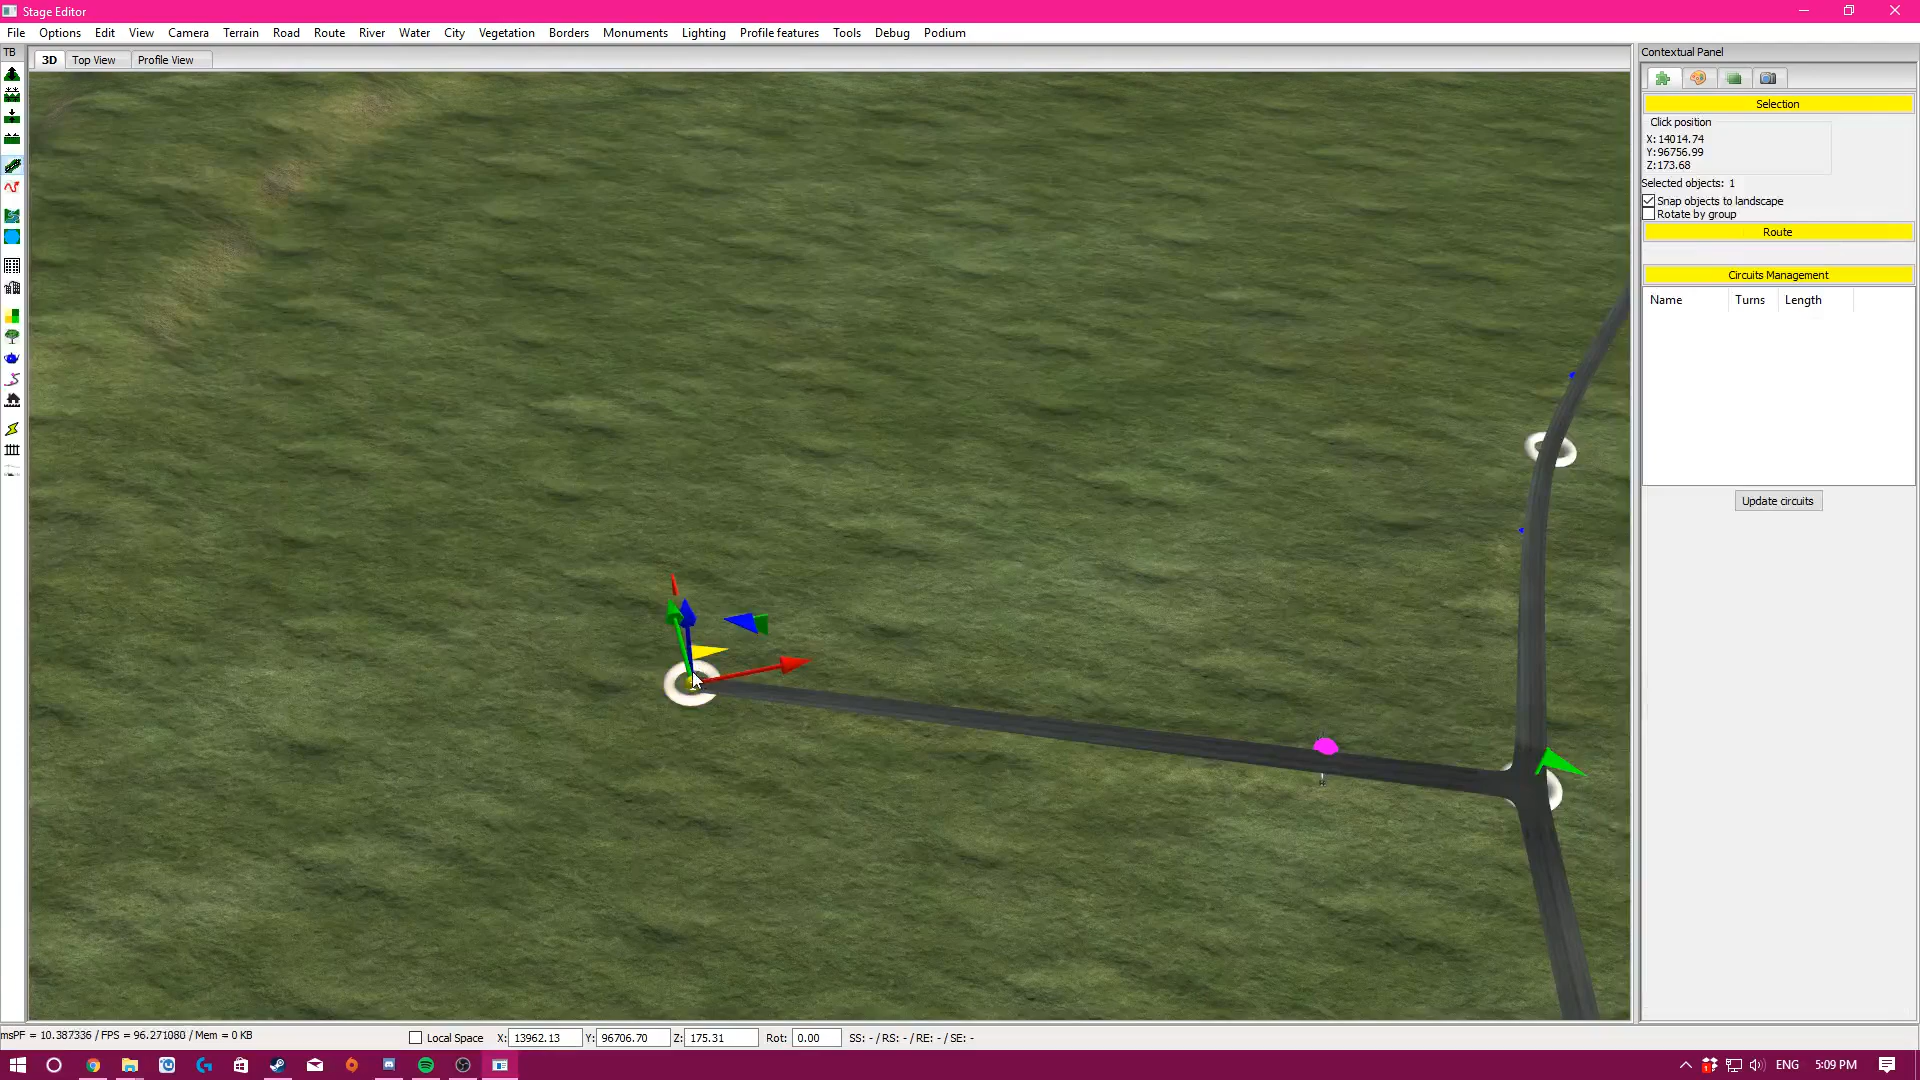 Stage Editor
File Options Edit View Camera Terrain Road Route River Water City Vegetation Borders Monuments Lighting Profile features Tools Debug Podium
TB
3D Top View Profile View
Contextual Panel
Selection
Click position
X:14014.74
Y:96756.99
Z:173.68
Selected objects: 1
Snap objects to landscape
Rotate by group
Route
Circuits Management
Name Turns Length
Update circuits
msPF = 10.387336 / FPS = 96.271080 / Mem = 0 KB
Local Space X: 13962.13 Y: 96706.70 Z: 175.31 Rot: 0.00 SS: - / RS: - / RE: - / SE: -
ENG 5:09 PM